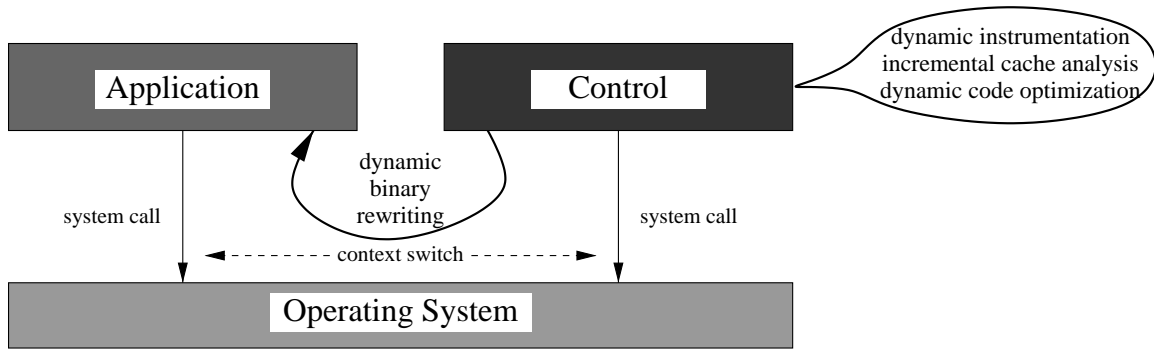 dynamic instrumentation
incremental cache analysis
dynamic code optimization
Application
Control
dynamic
binary
rewriting
system call
system call
context switch
Operating System